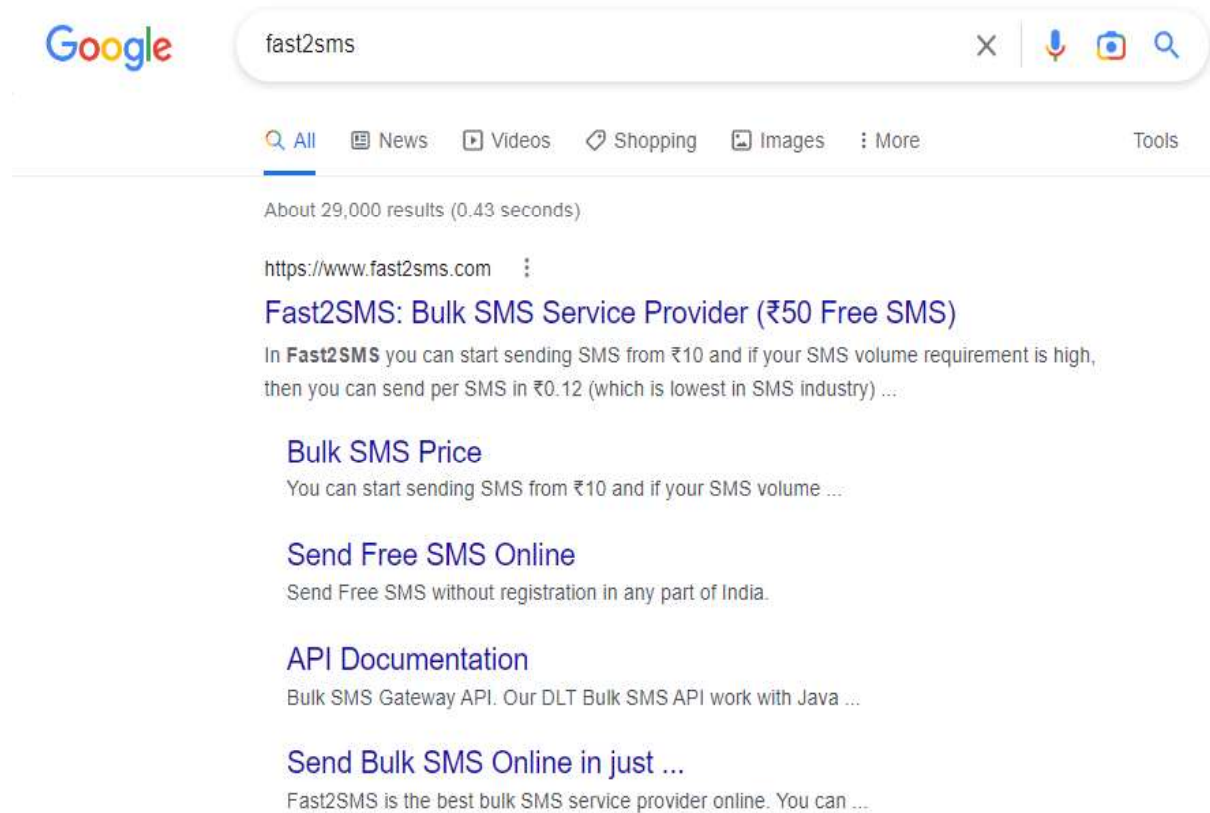 Google
fast2sms
All News Videos Shopping Images More Tools
About 29,000 results (0.43 seconds)
https://www.fast2sms.com
Fast2SMS: Bulk SMS Service Provider (₹50 Free SMS)
In Fast2SMS you can start sending SMS from ₹10 and if your SMS volume requirement is high,
then you can send per SMS in ₹0.12 (which is lowest in SMS industry) ...
Bulk SMS Price
You can start sending SMS from ₹10 and if your SMS volume ...
Send Free SMS Online
Send Free SMS without registration in any part of India.
API Documentation
Bulk SMS Gateway API. Our DLT Bulk SMS API work with Java ...
Send Bulk SMS Online in just ...
Fast2SMS is the best bulk SMS service provider online. You can ...